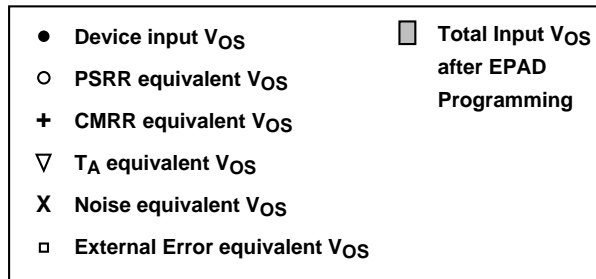 Device input VOS
PSRR equivalent VOS
CMRR equivalent VOS
TA equivalent VOS
X Noise equivalent VOS
External Error equivalent VOS
Total Input VOS
after EPAD
Programming